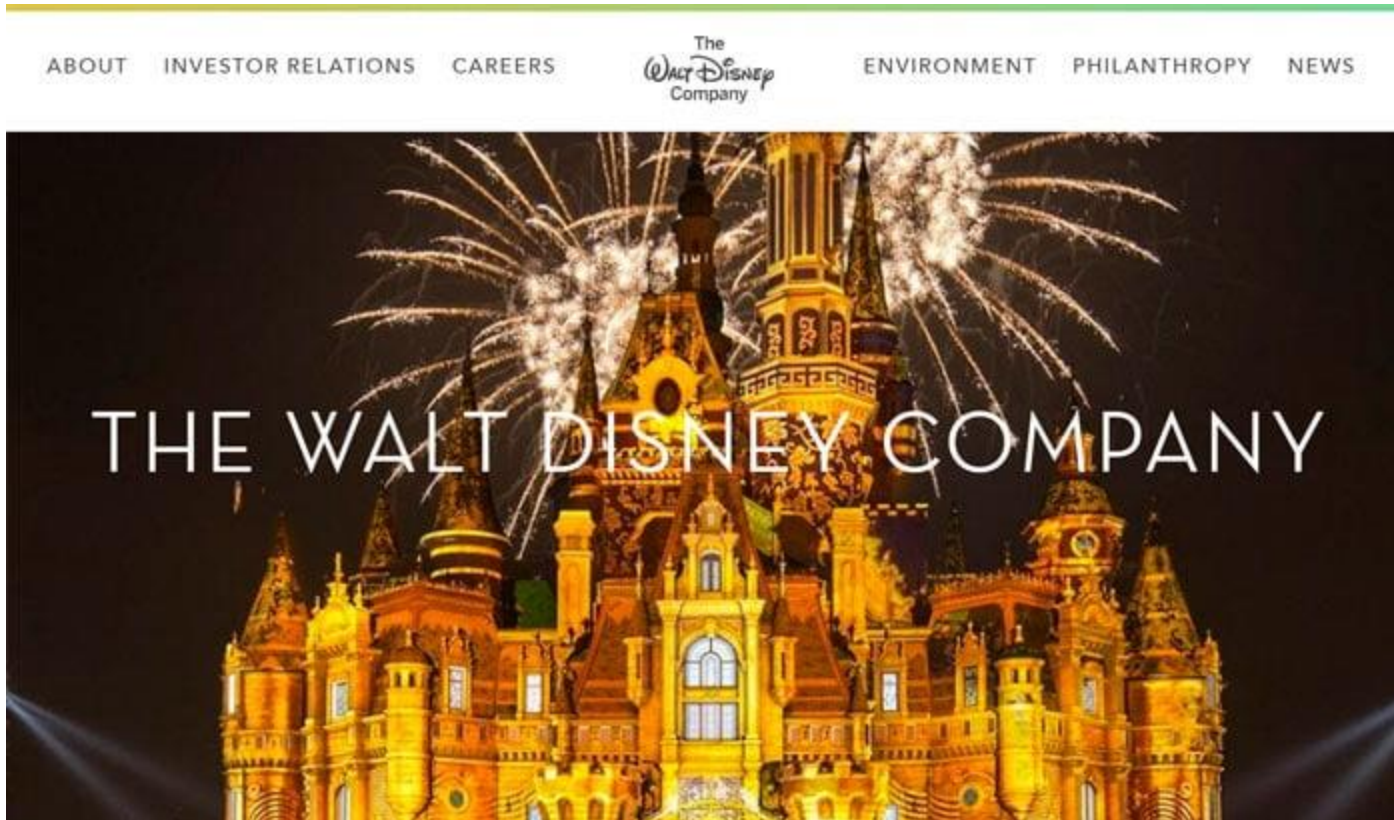 ABOUT INVESTOR RELATIONS CAREERS The Walt Disney Company ENVIRONMENT PHILANTHROPY NEWS
THE WALT DISNEY COMPANY